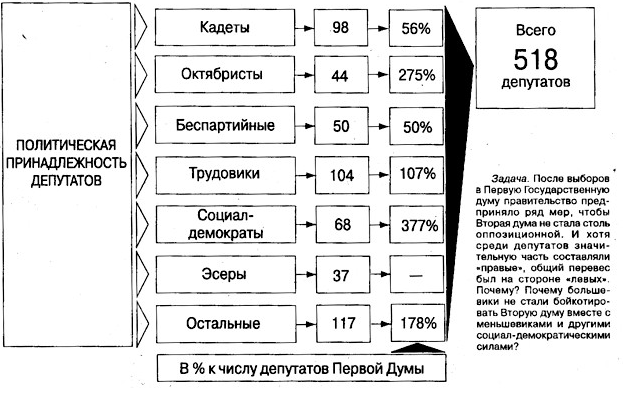 ПОЛИТИЧЕСКАЯ
ПРИНАДЛЕЖНОСТЬ
ДЕПУТАТОВ
Кадеты 98 56%
Октябристы 44 275%
Беспартийные 50 50%
Трудовики 104 107%
Социал-
демократы 68 377%
Эсеры 37 —
Остальные 117 178%
В % к числу депутатов Первой Думы
Всего
518
депутатов
Задача. После выборов
в Первую Государственную
думу правительство пред-
приняло ряд мер, чтобы
Вторая дума не стала столь
оппозиционной. И хотя
среди депутатов значи-
тельную часть составляли
«правые», общий перевес
был на стороне «левых».
Почему? Почему больше-
вики не стали бойкотиро-
вать Вторую думу вместе с
меньшевиками и другими
социал-демократическими
силами?